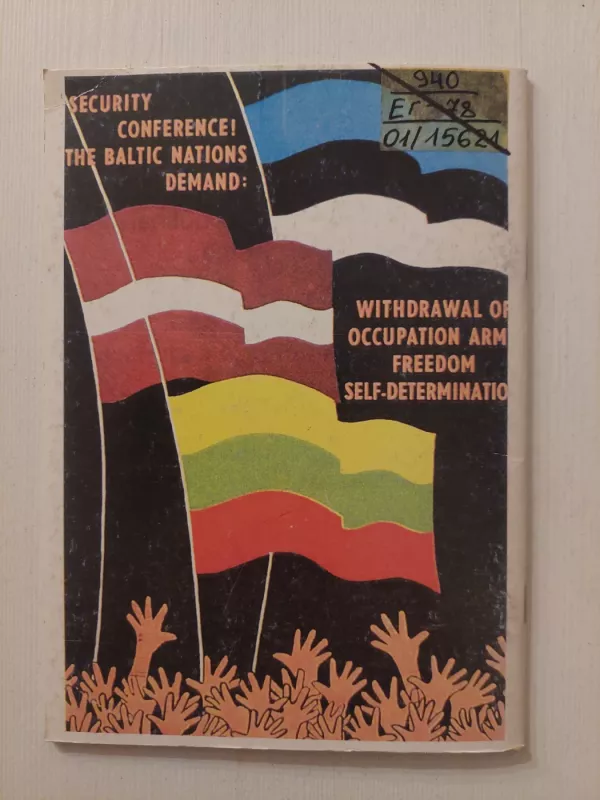 SECURITY
CONFERENCE!
THE BALTIC NATIONS
DEMAND:
940
Er-78
01/15621
WITHDRAWAL OF
OCCUPATION ARM
FREEDOM
SELF-DETERMINATIO